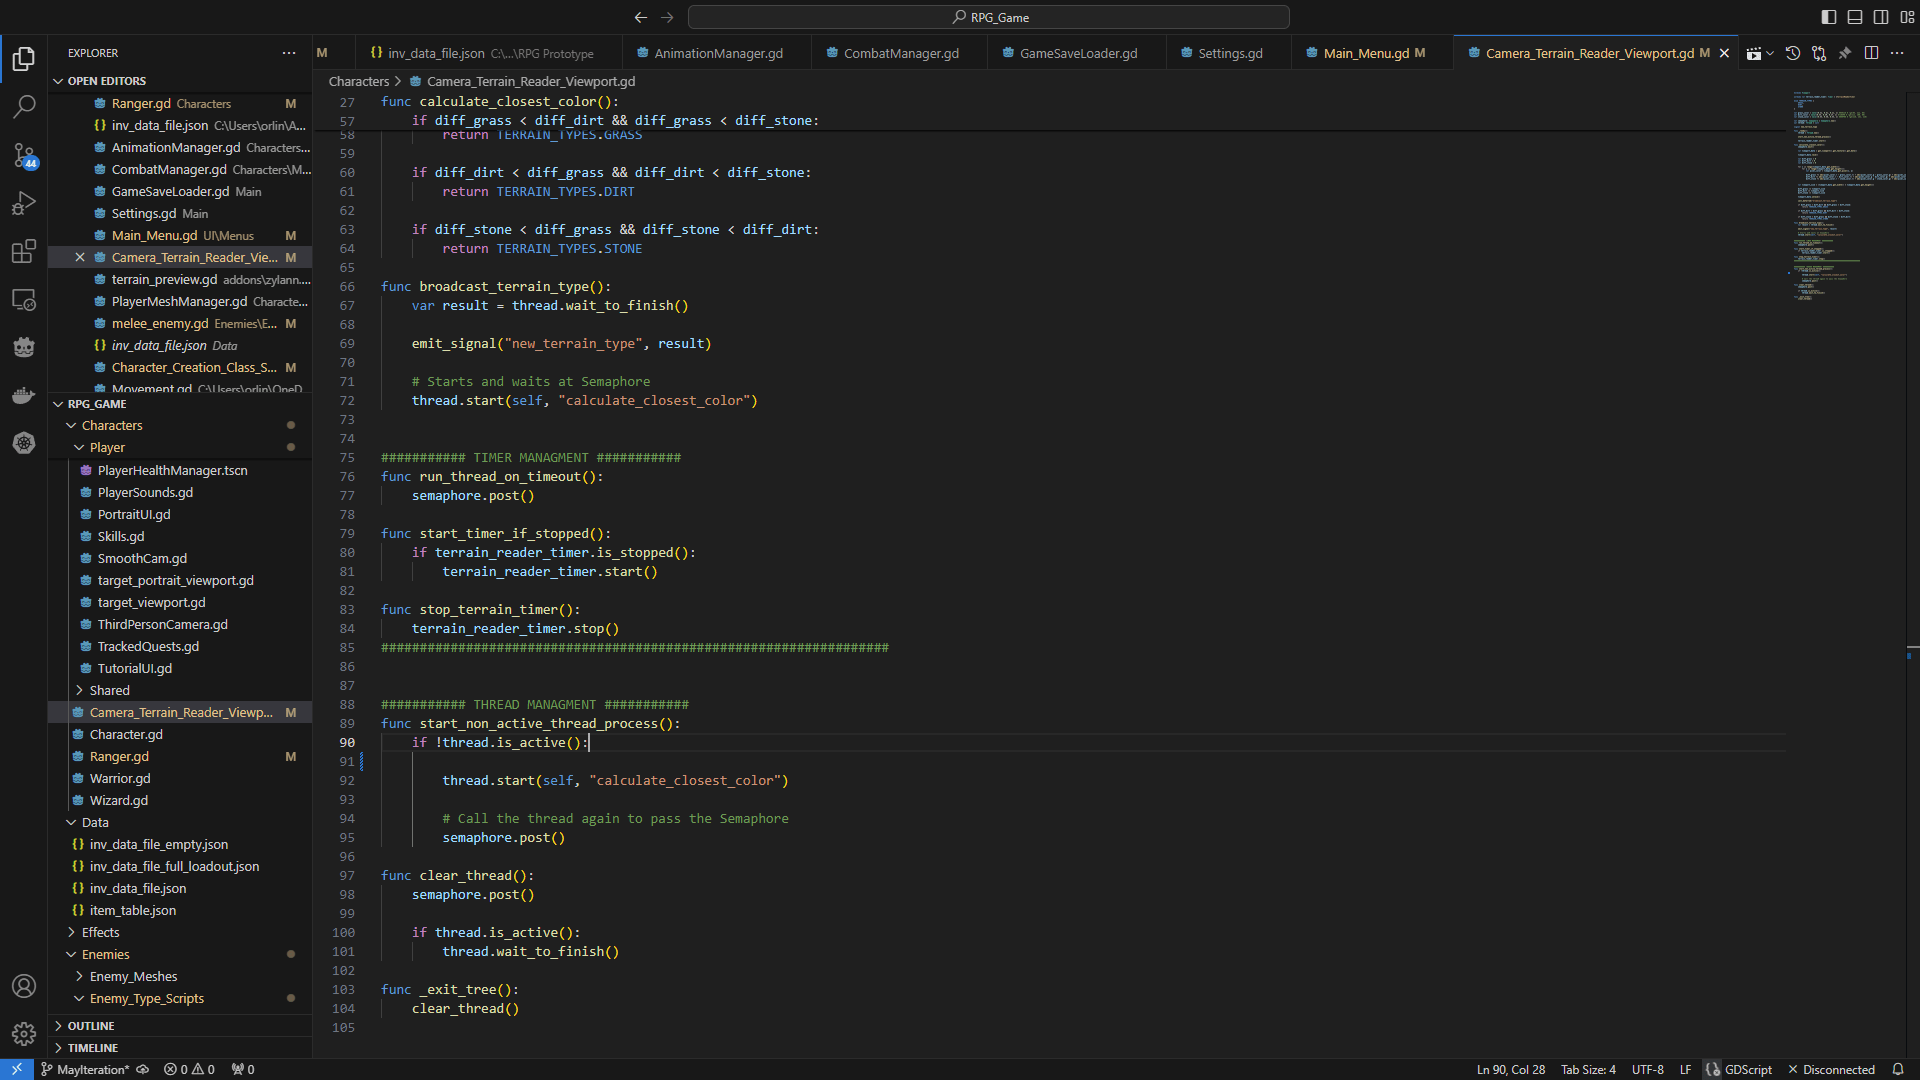 RPG_Game
EXPLORER
OPEN EDITORS
Ranger.gd Characters M
inv_data_file.json C:\Users\orlin\A...
AnimationManager.gd Characters...
CombatManager.gd Characters\M...
GameSaveLoader.gd Main
Settings.gd Main
Main_Menu.gd UI\Menus M
Camera_Terrain_Reader_Vie... M
terrain_preview.gd addons\zylann....
PlayerMeshManager.gd Characte...
melee_enemy.gd Enemies\E... M
inv_data_file.json Data
Character_Creation_Class_S... M
Movement.gd C:\Users\orlin\OneD
RPG_GAME
Characters
Player
PlayerHealthManager.tscn
PlayerSounds.gd
PortraitUI.gd
Skills.gd
SmoothCam.gd
target_portrait_viewport.gd
target_viewport.gd
ThirdPersonCamera.gd
TrackedQuests.gd
TutorialUI.gd
Shared
Camera_Terrain_Reader_Viewp... M
Character.gd
Ranger.gd M
Warrior.gd
Wizard.gd
Data
inv_data_file_empty.json
inv_data_file_full_loadout.json
inv_data_file.json
item_table.json
Effects
Enemies
Enemy_Meshes
Enemy_Type_Scripts
OUTLINE
TIMELINE
44
M inv_data_file.json C:\...\RPG Prototype AnimationManager.gd CombatManager.gd GameSaveLoader.gd Settings.gd Main_Menu.gd M Camera_Terrain_Reader_Viewport.gd M
Characters > Camera_Terrain_Reader_Viewport.gd
27 func calculate_closest_color():
57 if diff_grass < diff_dirt && diff_grass < diff_stone:
58 return TERRAIN_TYPES.GRASS
59
60 if diff_dirt < diff_grass && diff_dirt < diff_stone:
61 return TERRAIN_TYPES.DIRT
62
63 if diff_stone < diff_grass && diff_stone < diff_dirt:
64 return TERRAIN_TYPES.STONE
65
66 func broadcast_terrain_type():
67 var result = thread.wait_to_finish()
68
69 emit_signal("new_terrain_type", result)
70
71 # Starts and waits at Semaphore
72 thread.start(self, "calculate_closest_color")
73
74
75 ########### TIMER MANAGMENT ###########
76 func run_thread_on_timeout():
77 semaphore.post()
78
79 func start_timer_if_stopped():
80 if terrain_reader_timer.is_stopped():
81 terrain_reader_timer.start()
82
83 func stop_terrain_timer():
84 terrain_reader_timer.stop()
85 ##################################################################
86
87
88 ########### THREAD MANAGMENT ###########
89 func start_non_active_thread_process():
90 if !thread.is_active():
91
92 thread.start(self, "calculate_closest_color")
93
94 # Call the thread again to pass the Semaphore
95 semaphore.post()
96
97 func clear_thread():
98 semaphore.post()
99
100 if thread.is_active():
101 thread.wait_to_finish()
102
103 func _exit_tree():
104 clear_thread()
105
MayIteration* 0 0 0 Ln 90, Col 28 Tab Size: 4 UTF-8 LF GDScript Disconnected